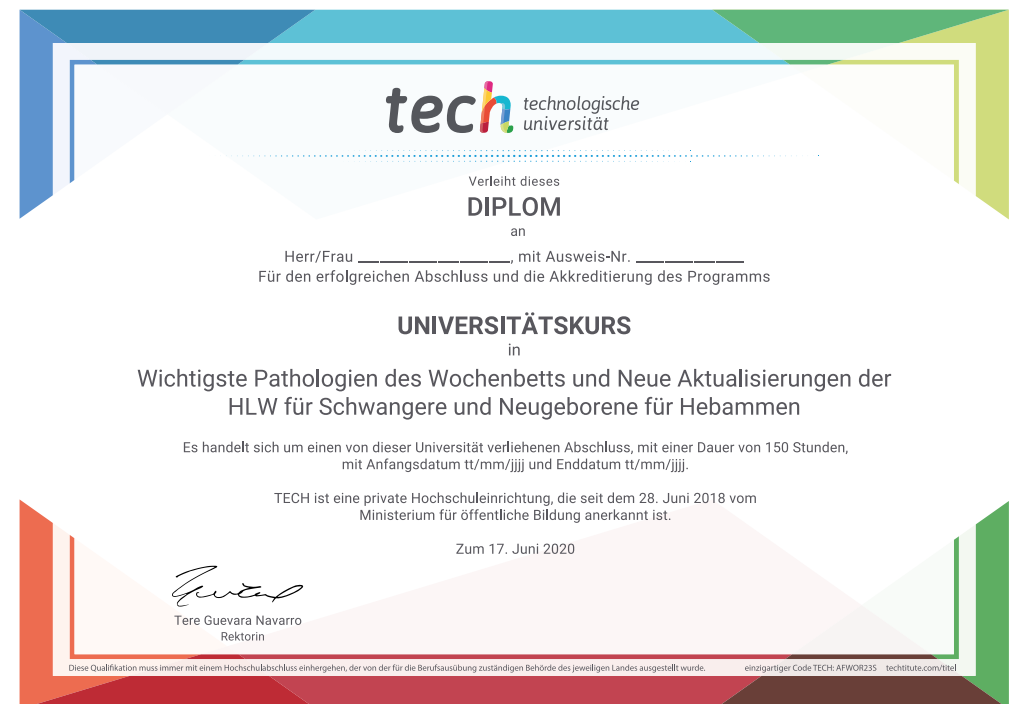 tech technologische
universität
Verleiht dieses
DIPLOM
an
Herr/Frau ________________, mit Ausweis-Nr. ___________
Für den erfolgreichen Abschluss und die Akkreditierung des Programms
UNIVERSITÄTSKURS
in
Wichtigste Pathologien des Wochenbetts und Neue Aktualisierungen der
HLW für Schwangere und Neugeborene für Hebammen
Es handelt sich um einen von dieser Universität verliehenen Abschluss, mit einer Dauer von 150 Stunden,
mit Anfangsdatum tt/mm/jjjj und Enddatum tt/mm/jjjj.
TECH ist eine private Hochschuleinrichtung, die seit dem 28. Juni 2018 vom
Ministerium für öffentliche Bildung anerkannt ist.
Zum 17. Juni 2020
Tere Guevara Navarro
Rektorin
Diese Qualifikation muss immer mit einem Hochschulabschluss einhergehen, der von der für die Berufsausübung zuständigen Behörde des jeweiligen Landes ausgestellt wurde. einzigartiger Code TECH: AFWOR23S techtitute.com/titel